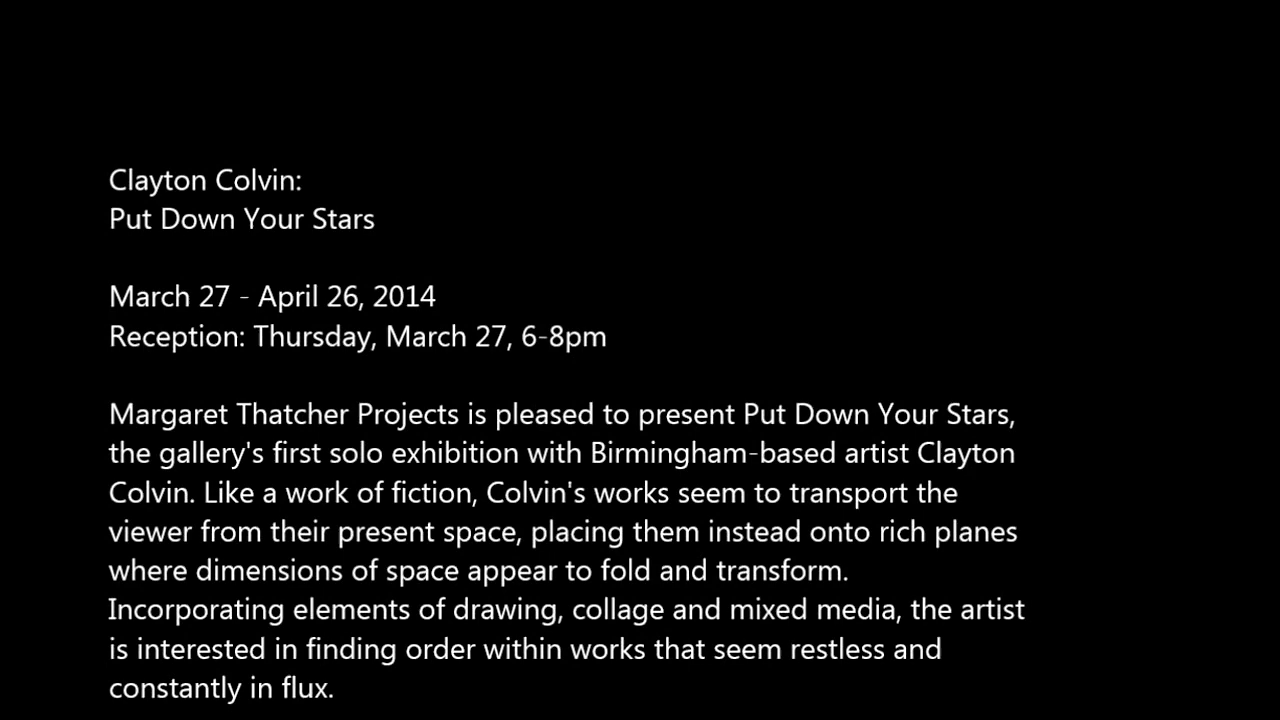 Clayton Colvin:
Put Down Your Stars
March 27 - April 26, 2014
Reception: Thursday, March 27, 6-8pm
Margaret Thatcher Projects is pleased to present Put Down Your Stars,
the gallery's first solo exhibition with Birmingham-based artist Clayton
Colvin. Like a work of fiction, Colvin's works seem to transport the
viewer from their present space, placing them instead onto rich planes
where dimensions of space appear to fold and transform.
Incorporating elements of drawing, collage and mixed media, the artist
is interested in finding order within works that seem restless and
constantly in flux.